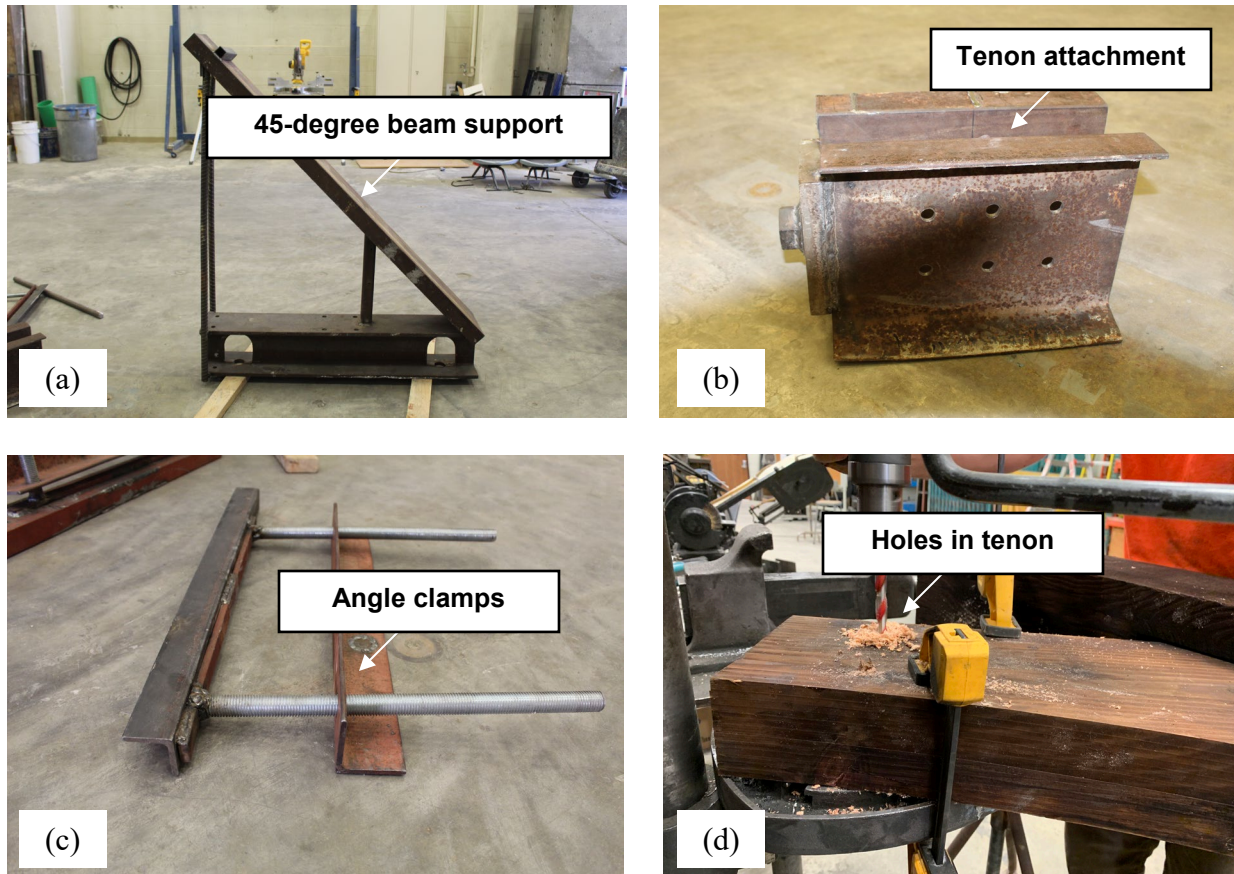 45-degree beam support
(a)
Tenon attachment
(b)
Angle clamps
(c)
Holes in tenon
(d)